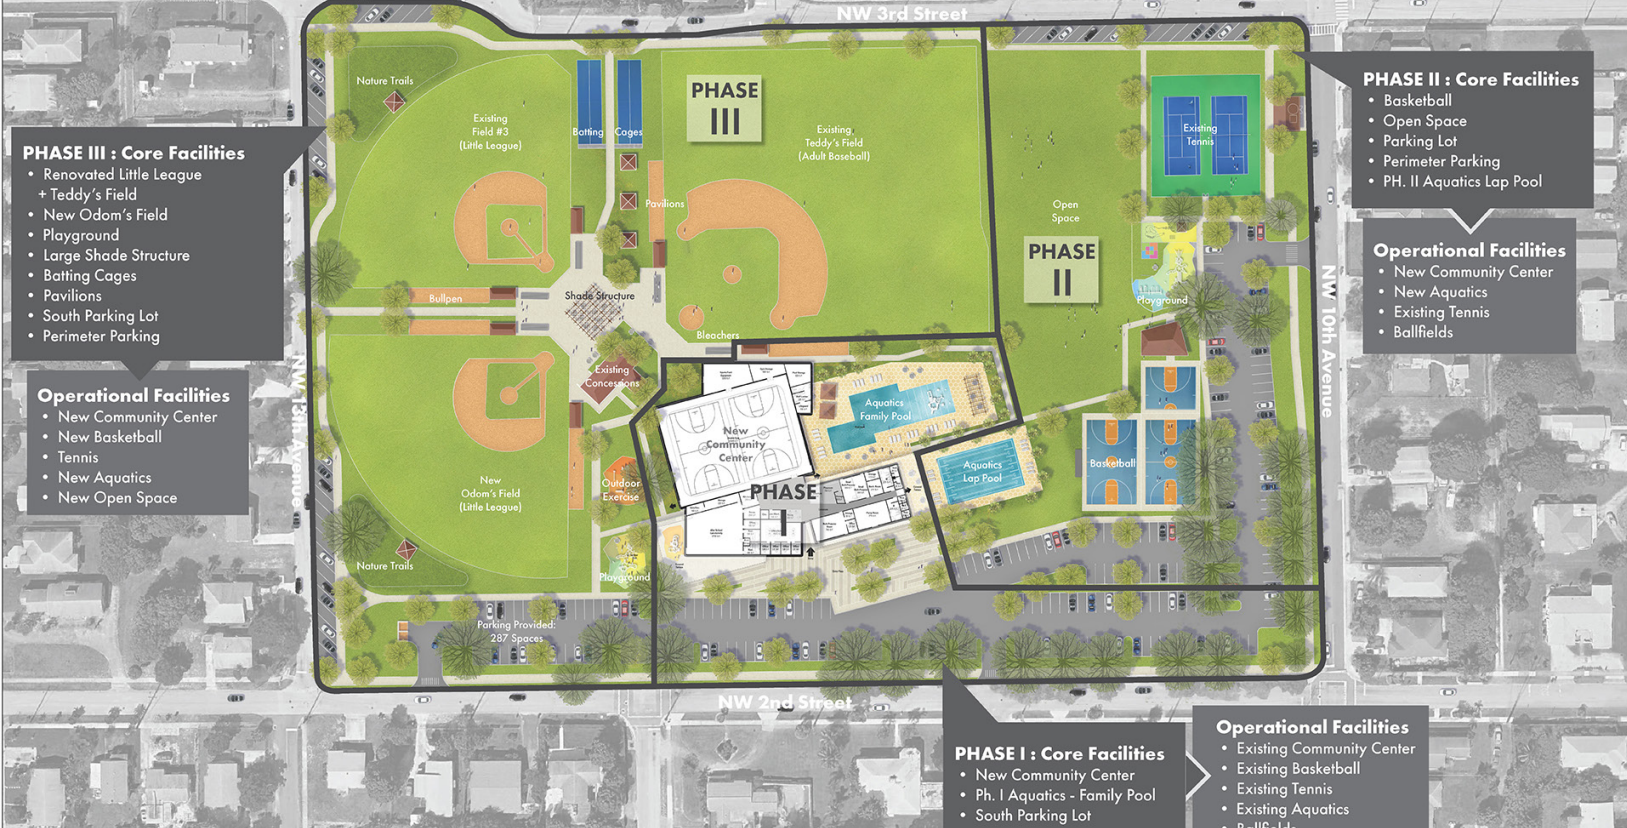 NW 3rd Street
PHASE III : Core Facilities
• Renovated Little League
+ Teddy's Field
• New Odom's Field
• Playground
• Large Shade Structure
• Batting Cages
• Pavilions
• South Parking Lot
• Perimeter Parking
Operational Facilities
• New Community Center
• New Basketball
• Tennis
• New Aquatics
• New Open Space
NW 13th Avenue
Nature Trails
Existing
Field #3
(Little League)
Batting Cages
PHASE
III
Existing
Teddy's Field
(Adult Baseball)
Pavilions
Bullpen
Shade Structure
Bleachers
Existing
Concessions
New
Odom's Field
(Little League)
Outdoor
Exercise
Nature Trails
Playground
Parking Provided:
287 Spaces
New
Community
Center
PHASE
I
Aquatics
Family Pool
Aquatics
Lap Pool
Open
Space
PHASE
II
Existing
Tennis
Playground
Basketball
NW 10th Avenue
NW 2nd Street
PHASE II : Core Facilities
• Basketball
• Open Space
• Parking Lot
• Perimeter Parking
• PH. II Aquatics Lap Pool
Operational Facilities
• New Community Center
• New Aquatics
• Existing Tennis
• Ballfields
PHASE I : Core Facilities
• New Community Center
• Ph. I Aquatics - Family Pool
• South Parking Lot
Operational Facilities
• Existing Community Center
• Existing Basketball
• Existing Tennis
• Existing Aquatics
• Ballfields